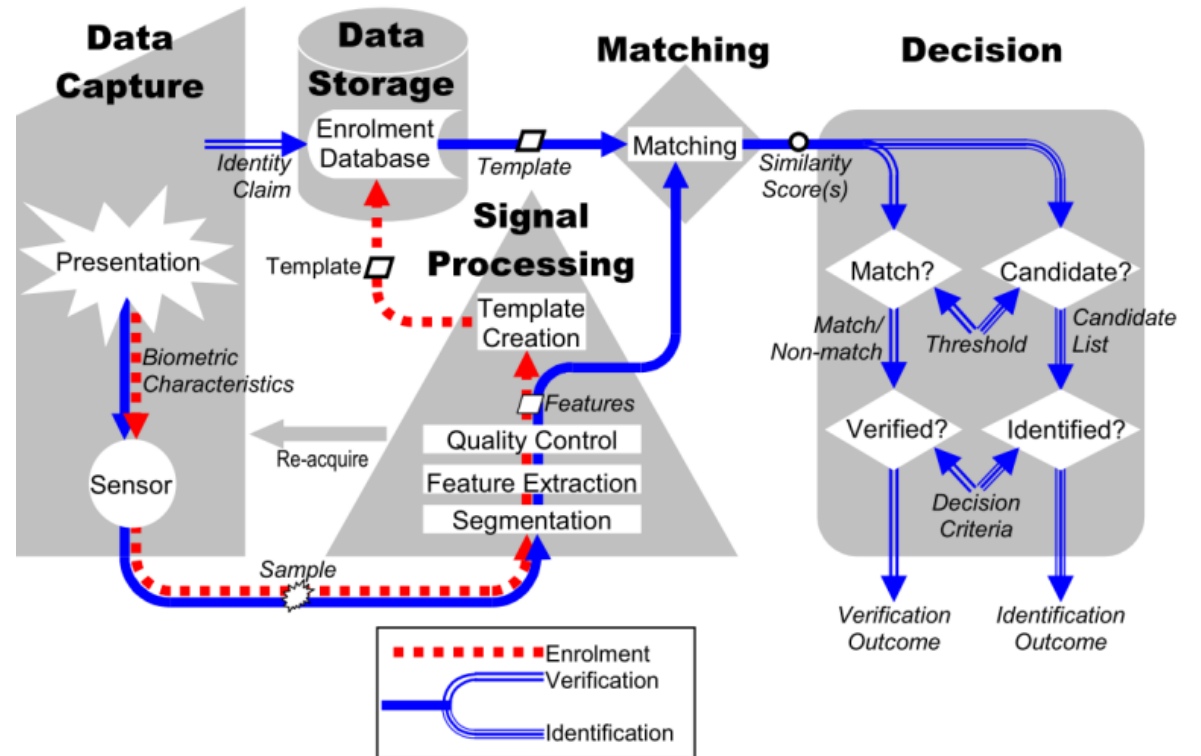 Data
Capture
Data
Storage
Matching
Decision
Enrolment
Database
Identity
Claim
Template
Matching
Similarity
Score(s)
Signal
Processing
Presentation
Template
Template
Creation
Match?
Candidate?
Biometric
Characteristics
Match/
Non-match
Threshold
Candidate
List
Features
Quality Control
Re-acquire
Feature Extraction
Segmentation
Sensor
Verified?
Identified?
Decision
Criteria
Sample
Verification
Outcome
Identification
Outcome
Enrolment
Verification
Identification